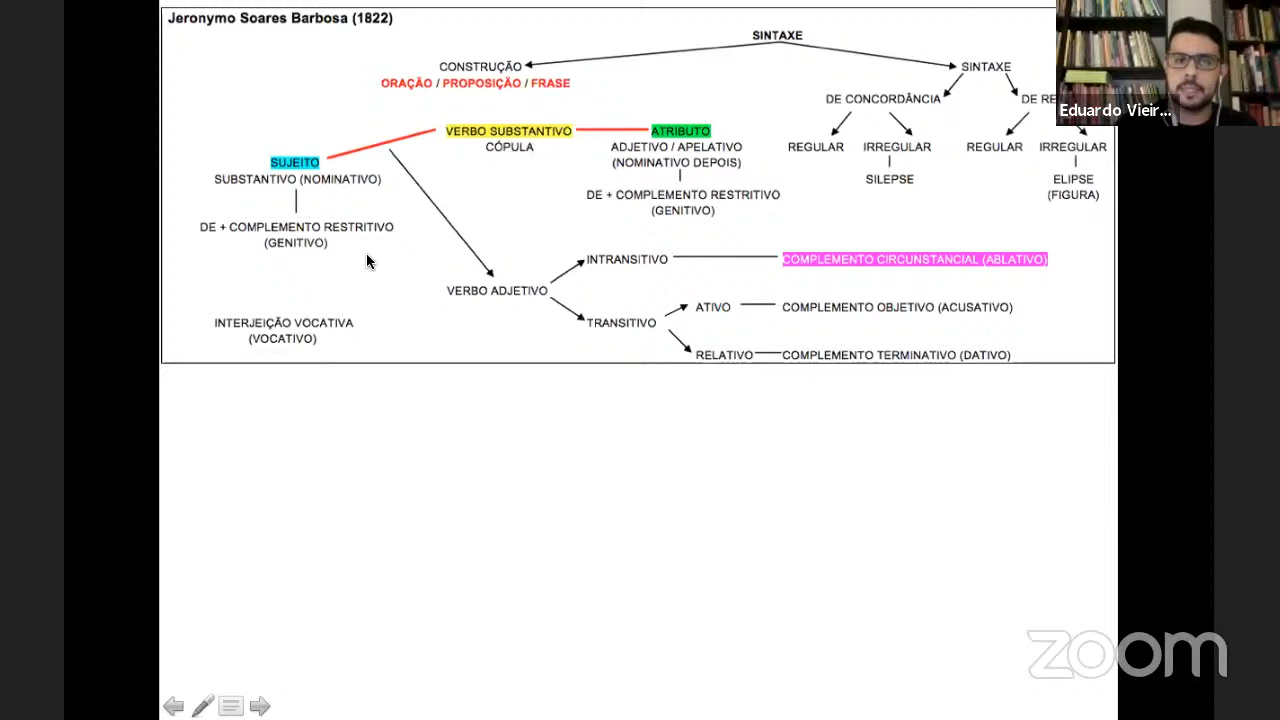 Jeronymo Soares Barbosa (1822)
SINTAXE
CONSTRUÇÃO
SINTAXE
ORAÇÃO / PROPOSIÇÃO / FRASE
DE CONCORDÂNCIA
DE
Eduardo Vieir...
VERBO SUBSTANTIVO
ATRIBUTO
CÓPULA
ADJETIVO / APELATIVO
REGULAR
IRREGULAR
REGULAR
IRREGULAR
SUJEITO
(NOMINATIVO DEPOIS)
SUBSTANTIVO (NOMINATIVO)
SILEPSE
ELIPSE
DE + COMPLEMENTO RESTRITIVO
(FIGURA)
(GENITIVO)
DE + COMPLEMENTO RESTRITIVO
(GENITIVO)
INTRANSITIVO
COMPLEMENTO CIRCUNSTANCIAL (ABLATIVO)
VERBO ADJETIVO
ATIVO
COMPLEMENTO OBJETIVO (ACUSATIVO)
INTERJEIÇÃO VOCATIVA
TRANSITIVO
(VOCATIVO)
RELATIVO
COMPLEMENTO TERMINATIVO (DATIVO)
zoom